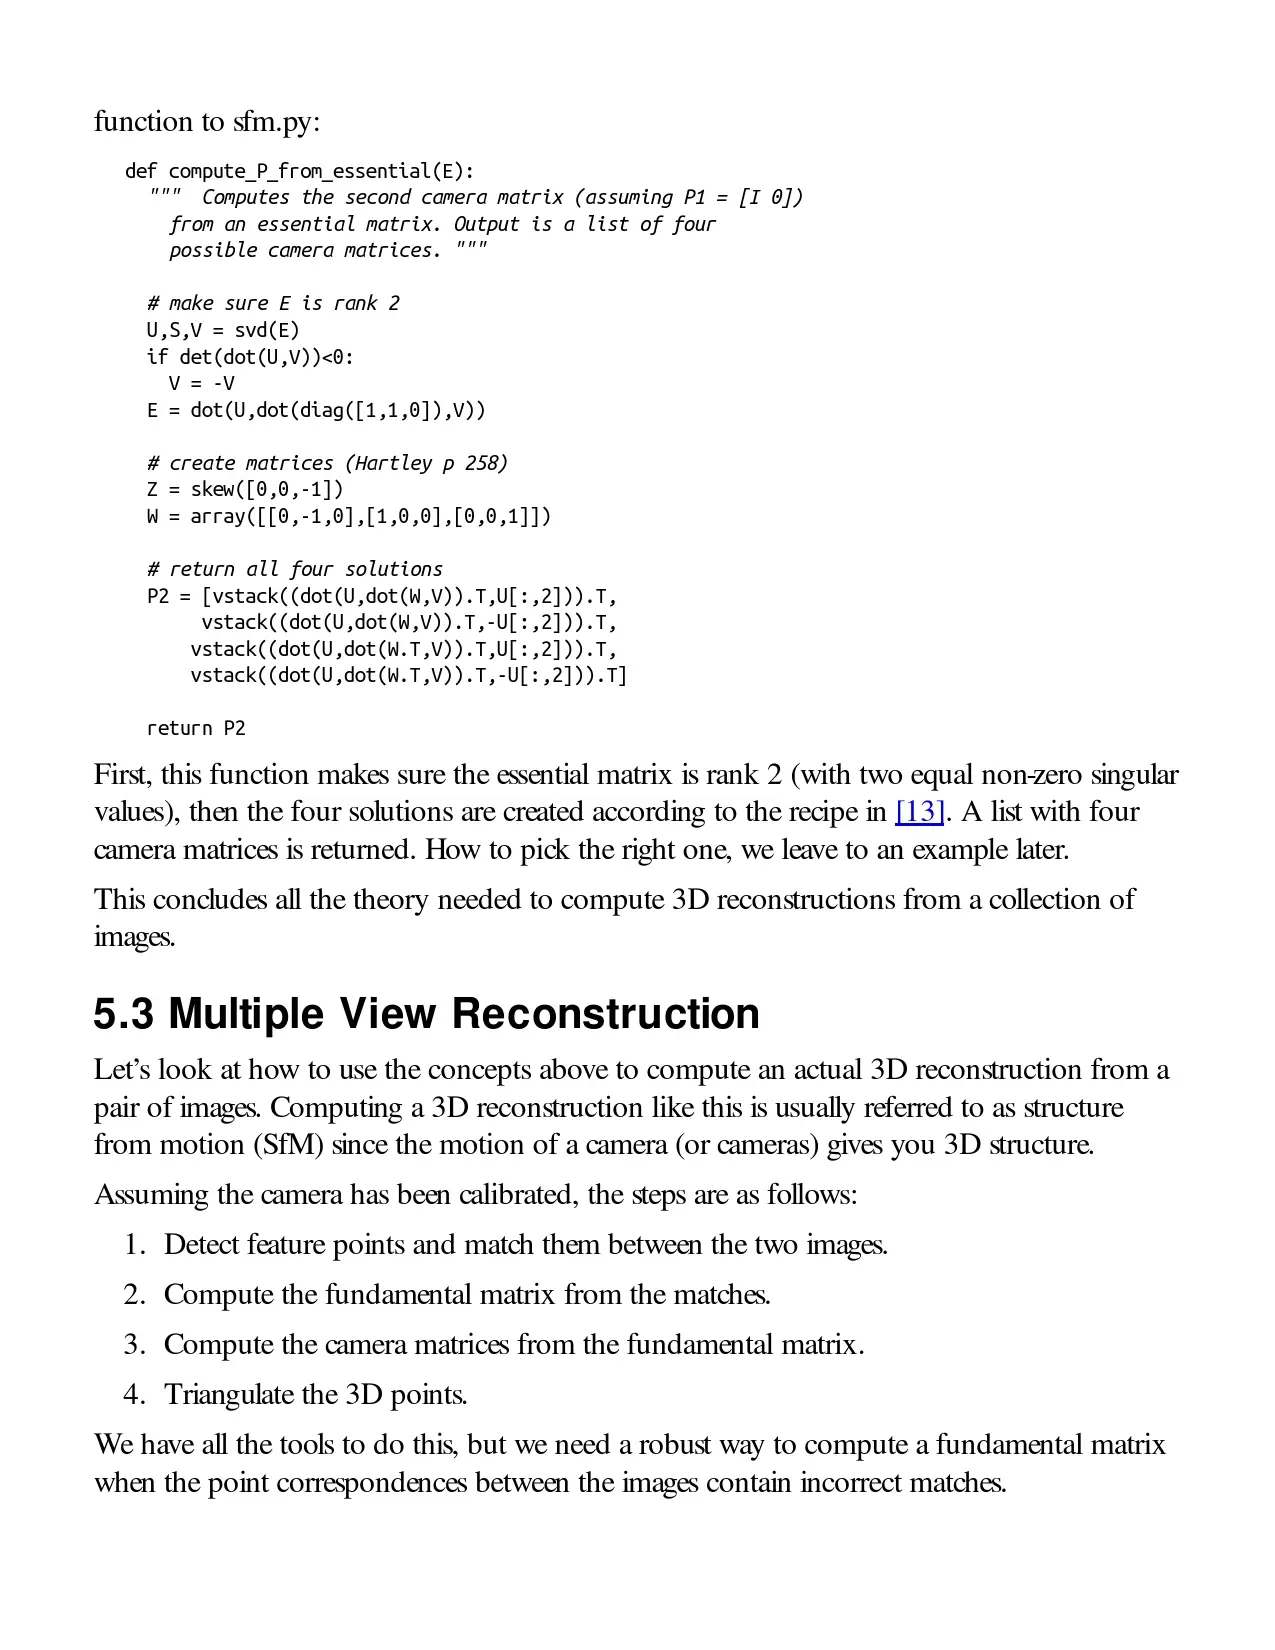 function to sfm.py:
def compute_P_from_essential(E):
  """  Computes the second camera matrix (assuming P1 = [I 0])
    from an essential matrix. Output is a list of four
    possible camera matrices. """

  # make sure E is rank 2
  U,S,V = svd(E)
  if det(dot(U,V))<0:
    V = -V
  E = dot(U,dot(diag([1,1,0]),V))

  # create matrices (Hartley p 258)
  Z = skew([0,0,-1])
  W = array([[0,-1,0],[1,0,0],[0,0,1]])

  # return all four solutions
  P2 = [vstack((dot(U,dot(W,V)).T,U[:,2])).T,
       vstack((dot(U,dot(W,V)).T,-U[:,2])).T,
      vstack((dot(U,dot(W.T,V)).T,U[:,2])).T,
      vstack((dot(U,dot(W.T,V)).T,-U[:,2])).T]

  return P2
First, this function makes sure the essential matrix is rank 2 (with two equal non-zero singular
values), then the four solutions are created according to the recipe in [13]. A list with four
camera matrices is returned. How to pick the right one, we leave to an example later.
This concludes all the theory needed to compute 3D reconstructions from a collection of
images.
5.3 Multiple View Reconstruction
Let’s look at how to use the concepts above to compute an actual 3D reconstruction from a
pair of images. Computing a 3D reconstruction like this is usually referred to as structure
from motion (SfM) since the motion of a camera (or cameras) gives you 3D structure.
Assuming the camera has been calibrated, the steps are as follows:
1. Detect feature points and match them between the two images.
2. Compute the fundamental matrix from the matches.
3. Compute the camera matrices from the fundamental matrix.
4. Triangulate the 3D points.
We have all the tools to do this, but we need a robust way to compute a fundamental matrix
when the point correspondences between the images contain incorrect matches.